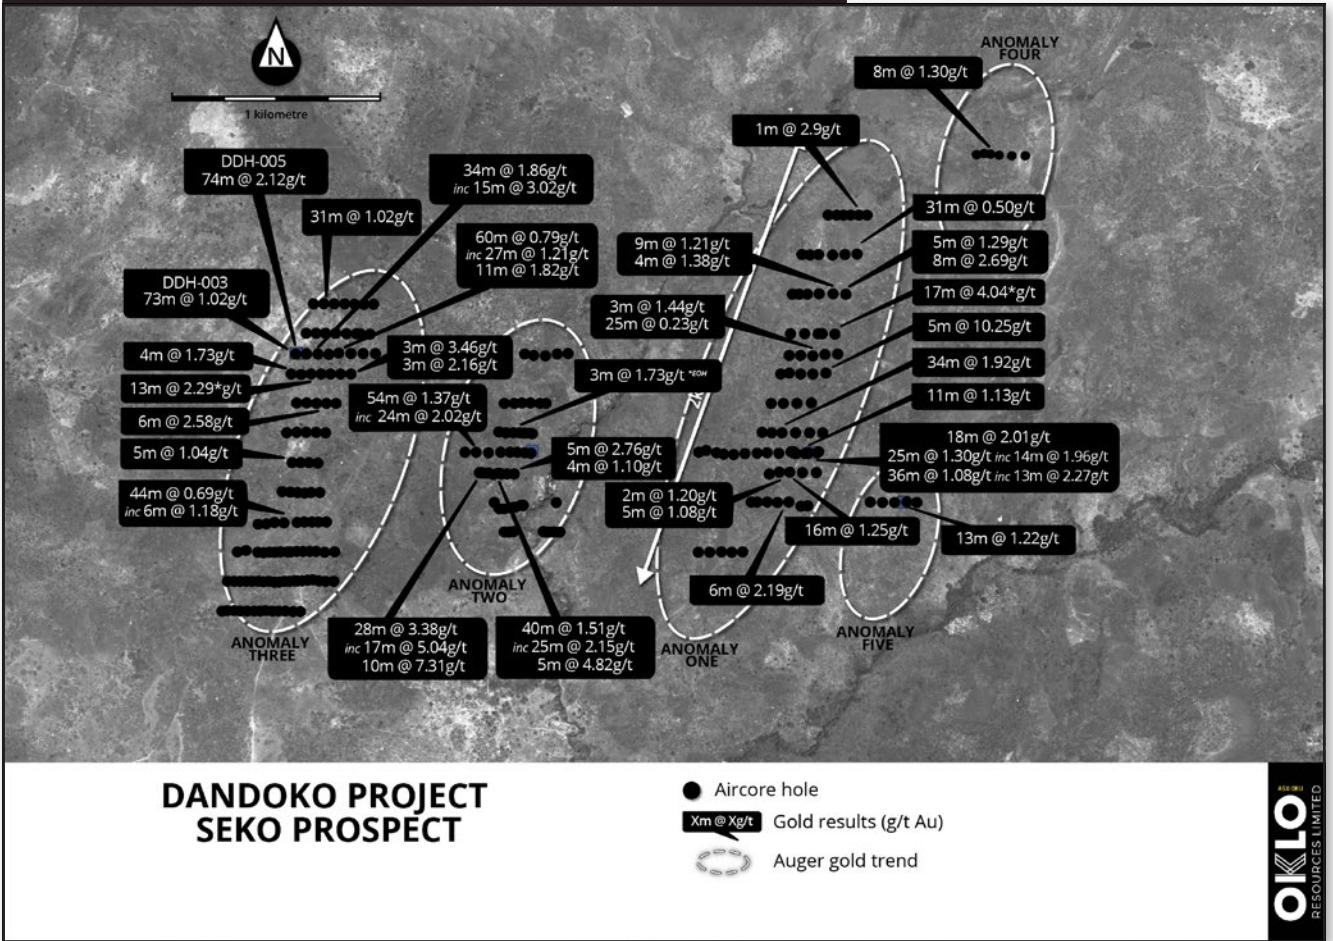 N
1 kilometre
ANOMALY
FOUR
8m @ 1.30g/t
1m @ 2.9g/t
DDH-005
74m @ 2.12g/t
34m @ 1.86g/t
inc 15m @ 3.02g/t
31m @ 1.02g/t
31m @ 0.50g/t
60m @ 0.79g/t
inc 27m @ 1.21g/t
11m @ 1.82g/t
9m @ 1.21g/t
4m @ 1.38g/t
5m @ 1.29g/t
8m @ 2.69g/t
DDH-003
73m @ 1.02g/t
17m @ 4.04*g/t
3m @ 1.44g/t
25m @ 0.23g/t
5m @ 10.25g/t
4m @ 1.73g/t
3m @ 3.46g/t
3m @ 2.16g/t
34m @ 1.92g/t
3m @ 1.73g/t *EOH
13m @ 2.29*g/t
54m @ 1.37g/t
inc 24m @ 2.02g/t
11m @ 1.13g/t
6m @ 2.58g/t
5m @ 1.04g/t
5m @ 2.76g/t
4m @ 1.10g/t
18m @ 2.01g/t
25m @ 1.30g/t inc 14m @ 1.96g/t
36m @ 1.08g/t inc 13m @ 2.27g/t
44m @ 0.69g/t
inc 6m @ 1.18g/t
2m @ 1.20g/t
5m @ 1.08g/t
16m @ 1.25g/t
13m @ 1.22g/t
6m @ 2.19g/t
ANOMALY
TWO
28m @ 3.38g/t
inc 17m @ 5.04g/t
10m @ 7.31g/t
40m @ 1.51g/t
inc 25m @ 2.15g/t
5m @ 4.82g/t
ANOMALY
THREE
ANOMALY
ONE
ANOMALY
FIVE
DANDOKO PROJECT
SEKO PROSPECT
Aircore hole
Xm @ Xg/t Gold results (g/t Au)
Auger gold trend
ASX:OKU
OKLO
RESOURCES LIMITED